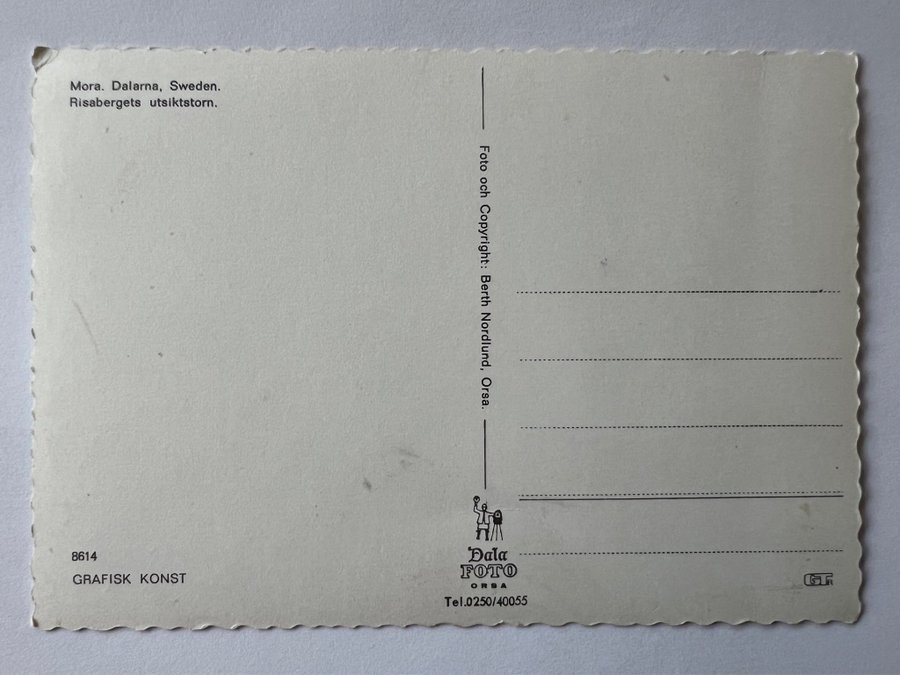 Mora. Dalarna, Sweden.
Risabergets utsiktstorn.
Foto och Copyright: Berth Nordlund, Orsa.
8614
GRAFISK KONST
Dala
FOTO
ORSA
Tel.0250/40055